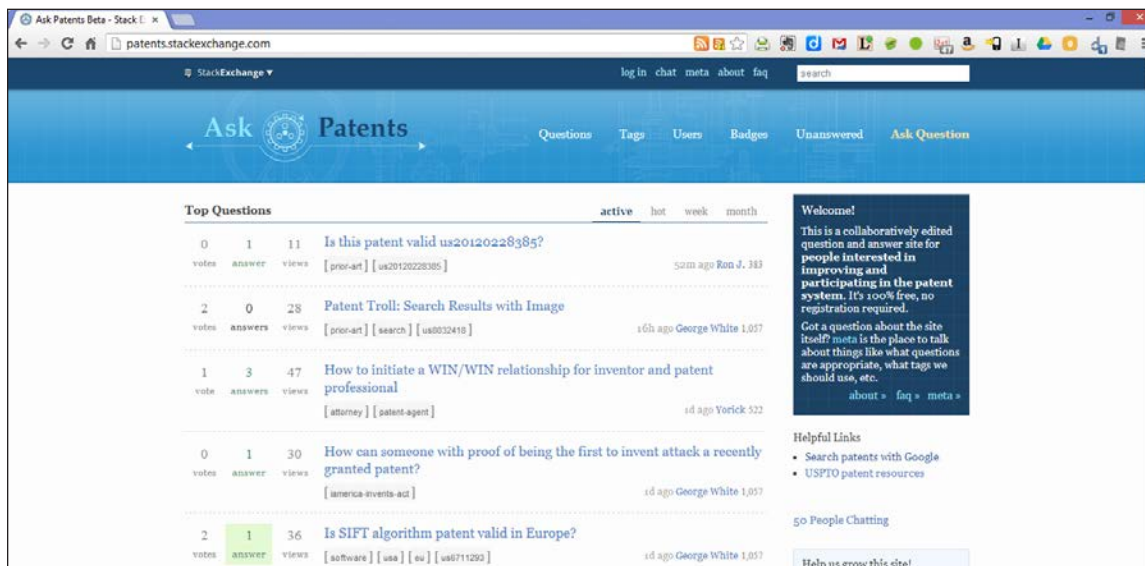 Ask Patents Beta - Stack E
patents.stackexchange.com
StackExchange ▾
log in chat meta about faq
search
Ask Patents
Questions Tags Users Badges Unanswered Ask Question
Top Questions
active hot week month
0 votes 1 answer 11 views
Is this patent valid us20120228385?
[ prior-art ] [ us20120228385 ]
52m ago Ron J. 383
2 votes 0 answers 28 views
Patent Troll: Search Results with Image
[ prior-art ] [ search ] [ us8032418 ]
16h ago George White 1,057
1 vote 3 answers 47 views
How to initiate a WIN/WIN relationship for inventor and patent
professional
[ attorney ] [ patent-agent ]
1d ago Yorick 522
0 votes 1 answer 30 views
How can someone with proof of being the first to invent attack a recently
granted patent?
[ iamerica-invents-act ]
1d ago George White 1,057
2 votes 1 answer 36 views
Is SIFT algorithm patent valid in Europe?
[ software ] [ usa ] [ eu ] [ us6711293 ]
1d ago George White 1,057
Welcome!
This is a collaboratively edited
question and answer site for
people interested in
improving and
participating in the patent
system. It's 100% free, no
registration required.
Got a question about the site
itself? meta is the place to talk
about things like what questions
are appropriate, what tags we
should use, etc.
about » faq » meta »
Helpful Links
Search patents with Google
USPTO patent resources
50 People Chatting
Help us grow this site!